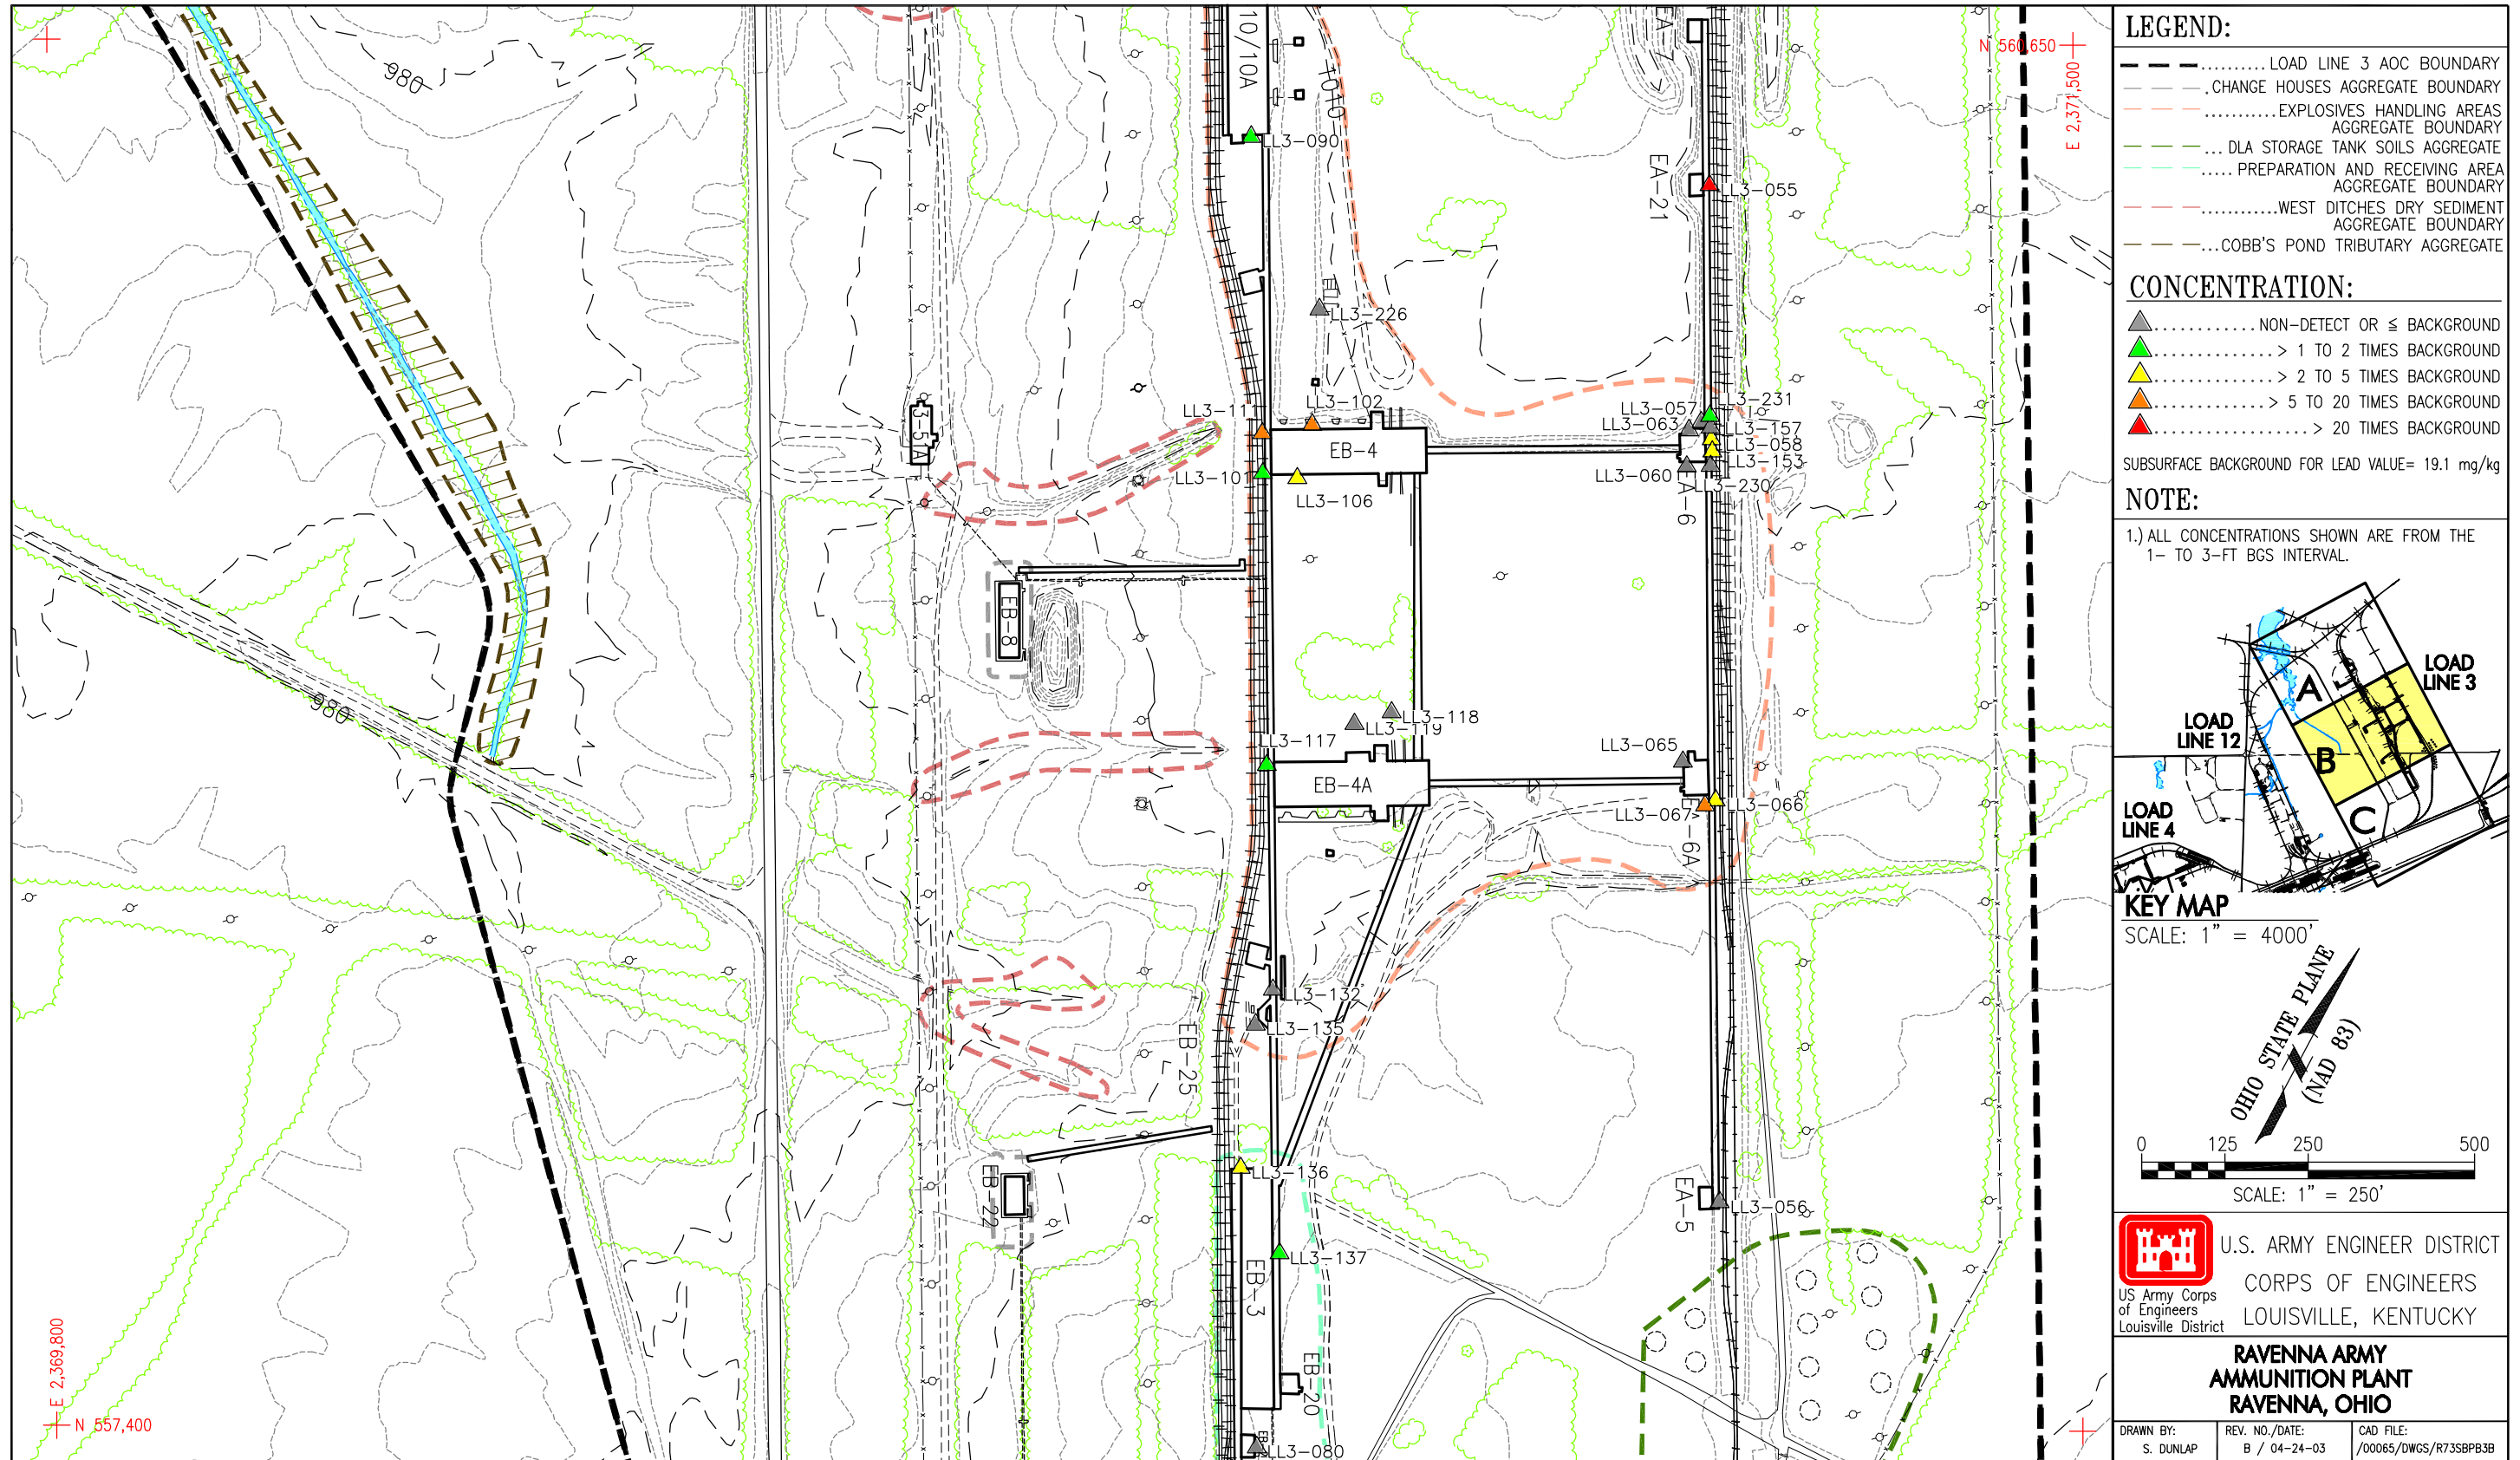 980
10/10A
1010
EA-7
LL3-090
EA-21
LL3-055
LL3-226
3-51A
LL3-111
LL3-102
LL3-231
LL3-057
LL3-063
LL3-157
LL3-058
LL3-153
LL3-060
LL3-230
EA-6
EB-4
LL3-101
LL3-106
EB-8
980
LL3-118
LL3-119
LL3-117
LL3-065
EB-4A
LL3-066
LL3-067
-6A
LL3-132
LL3-135
EB-25
LL3-136
EB-22
EA-5
LL3-056
LL3-137
EB-3
EB-20
LL3-080
N 560,650
E 2,371,500
E 2,369,800
N 557,400
LEGEND:
.......... LOAD LINE 3 AOC BOUNDARY
. CHANGE HOUSES AGGREGATE BOUNDARY
........... EXPLOSIVES HANDLING AREAS
AGGREGATE BOUNDARY
... DLA STORAGE TANK SOILS AGGREGATE
..... PREPARATION AND RECEIVING AREA
AGGREGATE BOUNDARY
........... WEST DITCHES DRY SEDIMENT
AGGREGATE BOUNDARY
... COBB'S POND TRIBUTARY AGGREGATE
CONCENTRATION:
............ NON-DETECT OR ≤ BACKGROUND
.............. > 1 TO 2 TIMES BACKGROUND
.............. > 2 TO 5 TIMES BACKGROUND
............. > 5 TO 20 TIMES BACKGROUND
.................. > 20 TIMES BACKGROUND
SUBSURFACE BACKGROUND FOR LEAD VALUE= 19.1 mg/kg
NOTE:
1.) ALL CONCENTRATIONS SHOWN ARE FROM THE
1- TO 3-FT BGS INTERVAL.
LOAD
LINE 3
A
LOAD
LINE 12
B
LOAD
LINE 4
C
KEY MAP
SCALE: 1" = 4000'
OHIO STATE PLANE
(NAD 83)
0 125 250 500
SCALE: 1" = 250'
U.S. ARMY ENGINEER DISTRICT
CORPS OF ENGINEERS
LOUISVILLE, KENTUCKY
US Army Corps
of Engineers
Louisville District
RAVENNA ARMY
AMMUNITION PLANT
RAVENNA, OHIO
DRAWN BY:
S. DUNLAP
REV. NO./DATE:
B / 04-24-03
CAD FILE:
/00065/DWGS/R73SBPB3B